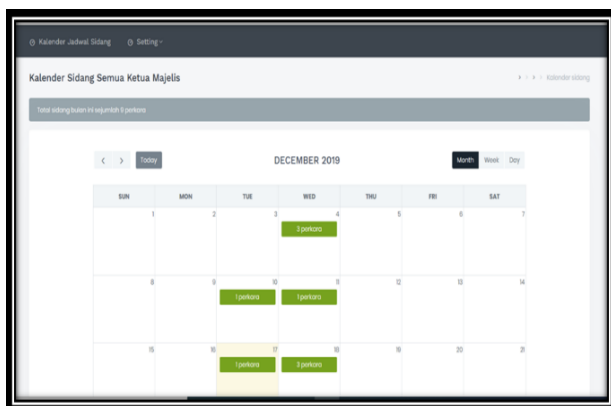 Kalender Jadwal Sidang Setting
Kalender Sidang Semua Ketua Majelis
Kalender sidang
Total sidang bulan ini sejumlah 11 perkara
Today DECEMBER 2019 Month Week Day
SUN MON TUE WED THU FRI SAT
1 2 3 4 5 6 7
3 perkara
8 9 10 11 12 13 14
1 perkara 1 perkara
15 16 17 18 19 20 21
1 perkara 3 perkara